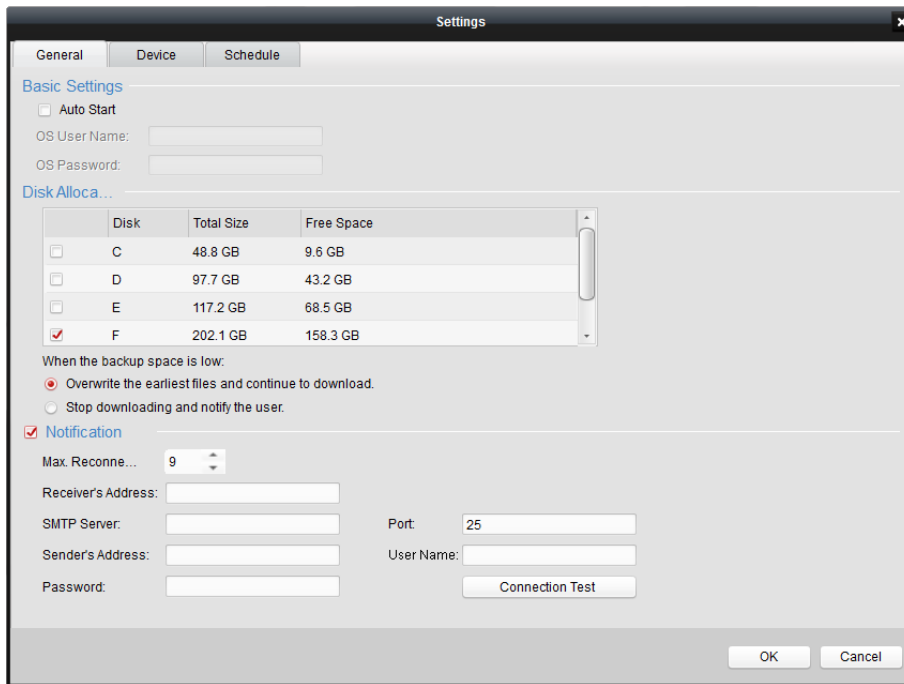 Settings
General Device Schedule
Basic Settings
Auto Start
OS User Name:
OS Password:
Disk Alloca...
Disk Total Size Free Space
C 48.8 GB 9.6 GB
D 97.7 GB 43.2 GB
E 117.2 GB 68.5 GB
F 202.1 GB 158.3 GB
When the backup space is low:
Overwrite the earliest files and continue to download.
Stop downloading and notify the user.
Notification
Max. Reconne... 9
Receiver's Address:
SMTP Server: Port: 25
Sender's Address: User Name:
Password: Connection Test
OK Cancel